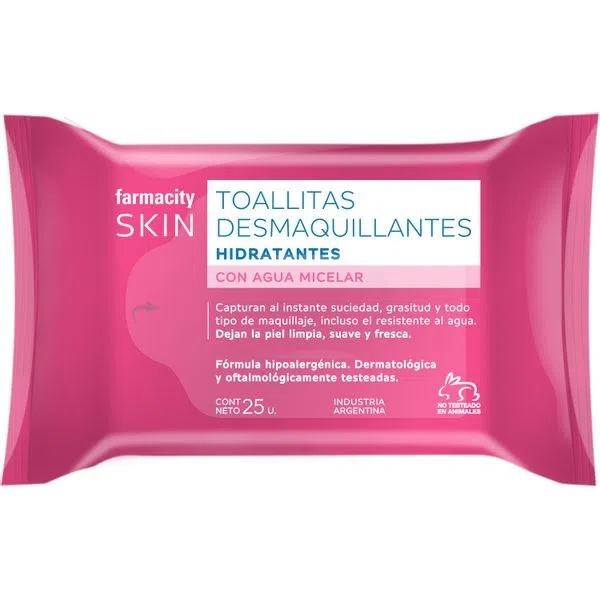 farmacity
SKIN
TOALLITAS
DESMAQUILLANTES
HIDRATANTES
CON AGUA MICELAR
Capturan al instante suciedad, grasitud y todo
tipo de maquillaje, incluso el resistente al agua.
Dejan la piel limpia, suave y fresca.
Fórmula hipoalergénica. Dermatológica
y oftalmológicamente testeadas.
CONT
NETO 25 U.
INDUSTRIA
ARGENTINA
NO TESTEADO
EN ANIMALES